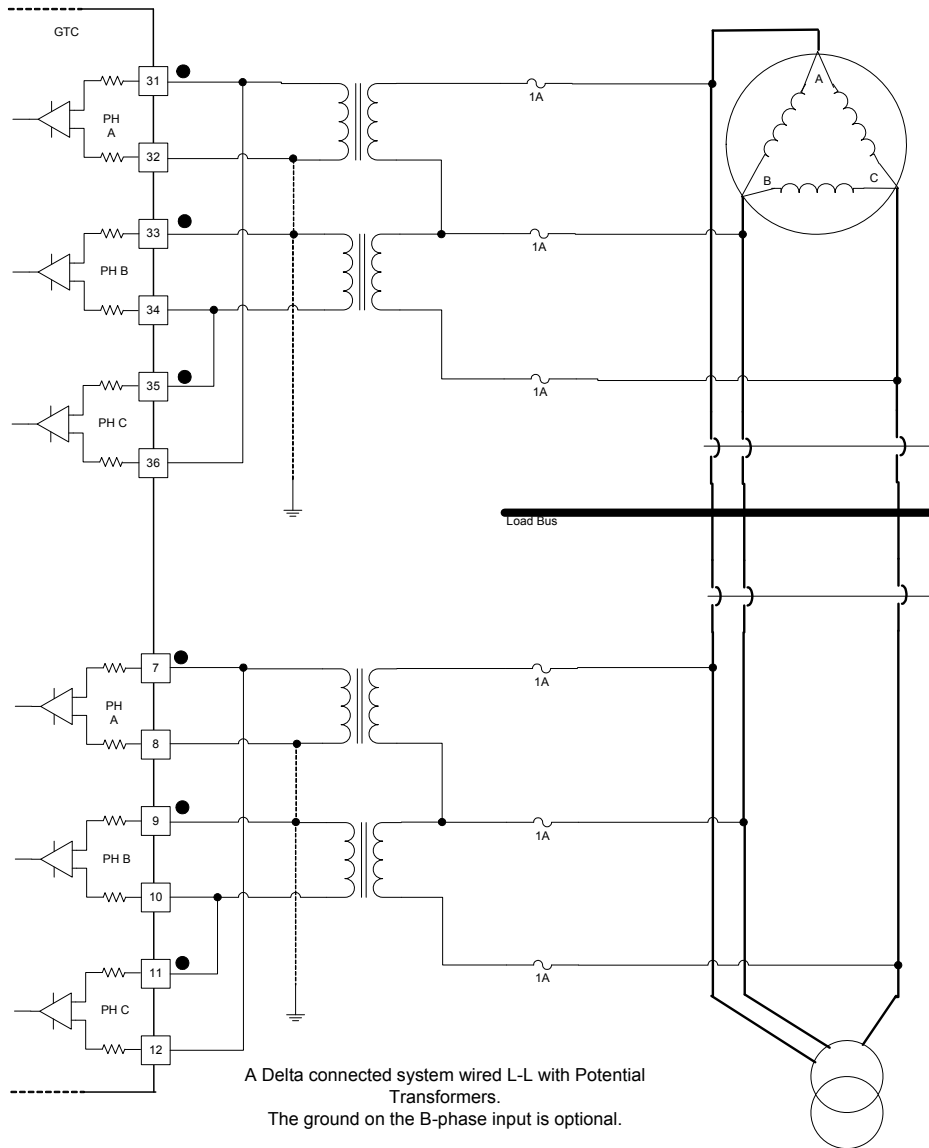 GTC
31
PH
A
32
33
PH B
34
35
PH C
36
1A
1A
1A
A
B
C
Load Bus
7
PH
A
8
9
PH B
10
11
PH C
12
1A
1A
1A
A Delta connected system wired L-L with Potential
Transformers.
The ground on the B-phase input is optional.